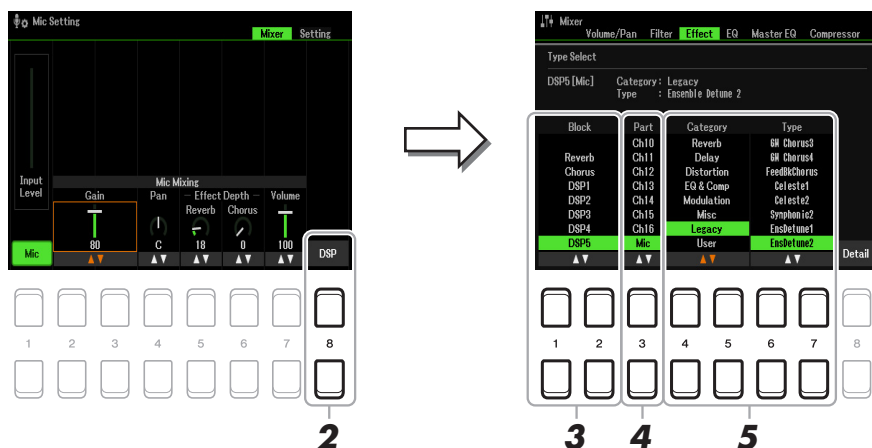 Mic Setting
Mixer Setting
Input Level
Mic Mixing
Gain Pan Effect Depth Volume
Reverb Chorus
80 C 18 0 100
Mic DSP
1 2 3 4 5 6 7 8
2
Mixer
Volume/Pan Filter Effect EQ Master EQ Compressor
Type Select
DSP5 [Mic] Category : Legacy
Type : Ensemble Detune 2
Block Part Category Type
Ch10 Reverb GM Chorus3
Reverb Ch11 Delay GM Chorus4
Chorus Ch12 Distortion FeedBkChorus
DSP1 Ch13 EQ & Comp Celeste1
DSP2 Ch14 Modulation Celeste2
DSP3 Ch15 Misc Symphonic2
DSP4 Ch16 Legacy EnsDetune1
DSP5 Mic User EnsDetune2
Detail
1 2 3 4 5 6 7 8
3 4 5